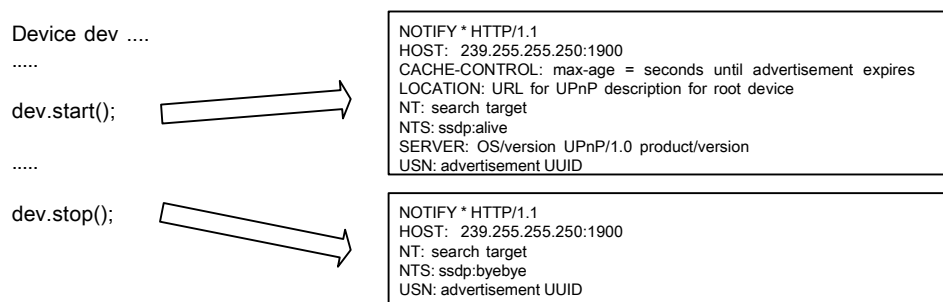 Device dev ....
.....
dev.start();
.....
dev.stop();
NOTIFY * HTTP/1.1
HOST: 239.255.255.250:1900
CACHE-CONTROL: max-age = seconds until advertisement expires
LOCATION: URL for UPnP description for root device
NT: search target
NTS: ssdp:alive
SERVER: OS/version UPnP/1.0 product/version
USN: advertisement UUID
NOTIFY * HTTP/1.1
HOST: 239.255.255.250:1900
NT: search target
NTS: ssdp:byebye
USN: advertisement UUID